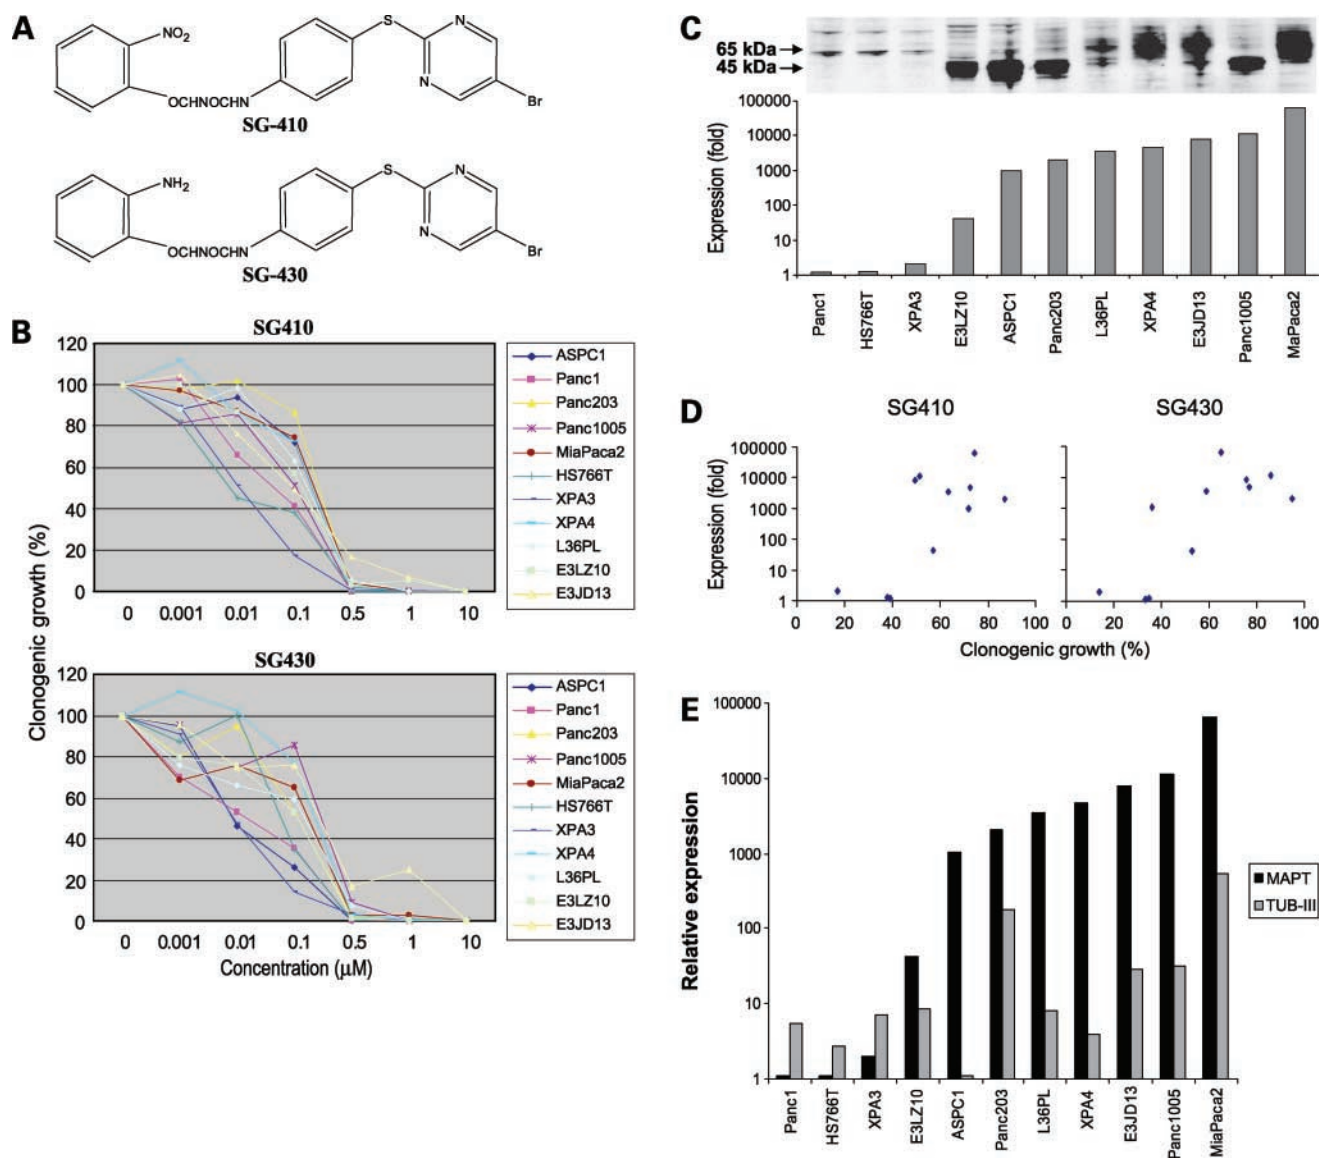 A
NO₂
OCHNOCHN
S
N
N
Br
SG-410
NH₂
OCHNOCHN
S
N
N
Br
SG-430
B
SG410
Clonogenic growth (%)
120
100
80
60
40
20
0
0 0.001 0.01 0.1 0.5 1 10
ASPC1
Panc1
Panc203
Panc1005
MiaPaca2
HS766T
XPA3
XPA4
L36PL
E3LZ10
E3JD13
SG430
120
100
80
60
40
20
0
0 0.001 0.01 0.1 0.5 1 10
Concentration (µM)
ASPC1
Panc1
Panc203
Panc1005
MiaPaca2
HS766T
XPA3
XPA4
L36PL
E3LZ10
E3JD13
C
65 kDa
45 kDa
Expression (fold)
100000
10000
1000
100
10
1
Panc1
HS766T
XPA3
E3LZ10
ASPC1
Panc203
L36PL
XPA4
E3JD13
Panc1005
MaPaca2
D
SG410
SG430
Expression (fold)
100000
10000
1000
100
10
1
0 20 40 60 80 100
100000
10000
1000
100
10
1
0 20 40 60 80 100
Clonogenic growth (%)
E
Relative expression
100000
10000
1000
100
10
1
Panc1
HS766T
XPA3
E3LZ10
ASPC1
Panc203
L36PL
XPA4
E3JD13
Panc1005
MiaPaca2
MAPT
TUB-III